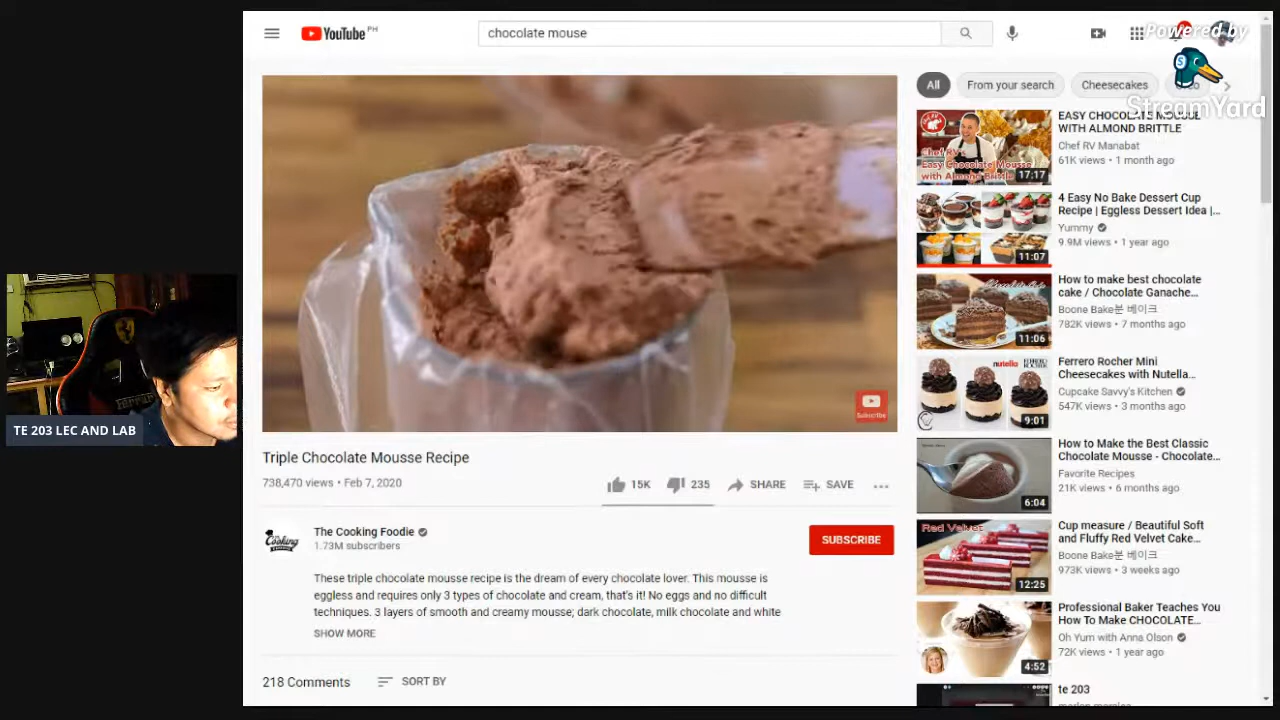 YouTube PH
chocolate mouse
Powered by
StreamYard
All
From your search
Cheesecakes
EASY CHOCOLATE MOUSSE
WITH ALMOND BRITTLE
Chef RV Manabat
61K views • 1 month ago
Chef RV
Easy Chocolate Mousse
with Almond Brittle
17:17
4 Easy No Bake Dessert Cup
Recipe | Eggless Dessert Idea |...
Yummy
9.9M views • 1 year ago
11:07
How to make best chocolate
cake / Chocolate Ganache...
Boone Bake분 베이크
782K views • 7 months ago
11:06
Ferrero Rocher Mini
Cheesecakes with Nutella...
Cupcake Savvy's Kitchen
547K views • 3 months ago
nutella
9:01
How to Make the Best Classic
Chocolate Mousse - Chocolate...
Favorite Recipes
21K views • 6 months ago
6:04
Cup measure / Beautiful Soft
and Fluffy Red Velvet Cake...
Boone Bake분 베이크
973K views • 3 weeks ago
Red Velvet
12:25
Professional Baker Teaches You
How To Make CHOCOLATE...
Oh Yum with Anna Olson
72K views • 1 year ago
4:52
te 203
TE 203 LEC AND LAB
Subscribe
Triple Chocolate Mousse Recipe
738,470 views • Feb 7, 2020
15K
235
SHARE
SAVE
The Cooking Foodie
1.73M subscribers
SUBSCRIBE
These triple chocolate mousse recipe is the dream of every chocolate lover. This mousse is
eggless and requires only 3 types of chocolate and cream, that's it! No eggs and no difficult
techniques. 3 layers of smooth and creamy mousse; dark chocolate, milk chocolate and white
SHOW MORE
218 Comments
SORT BY